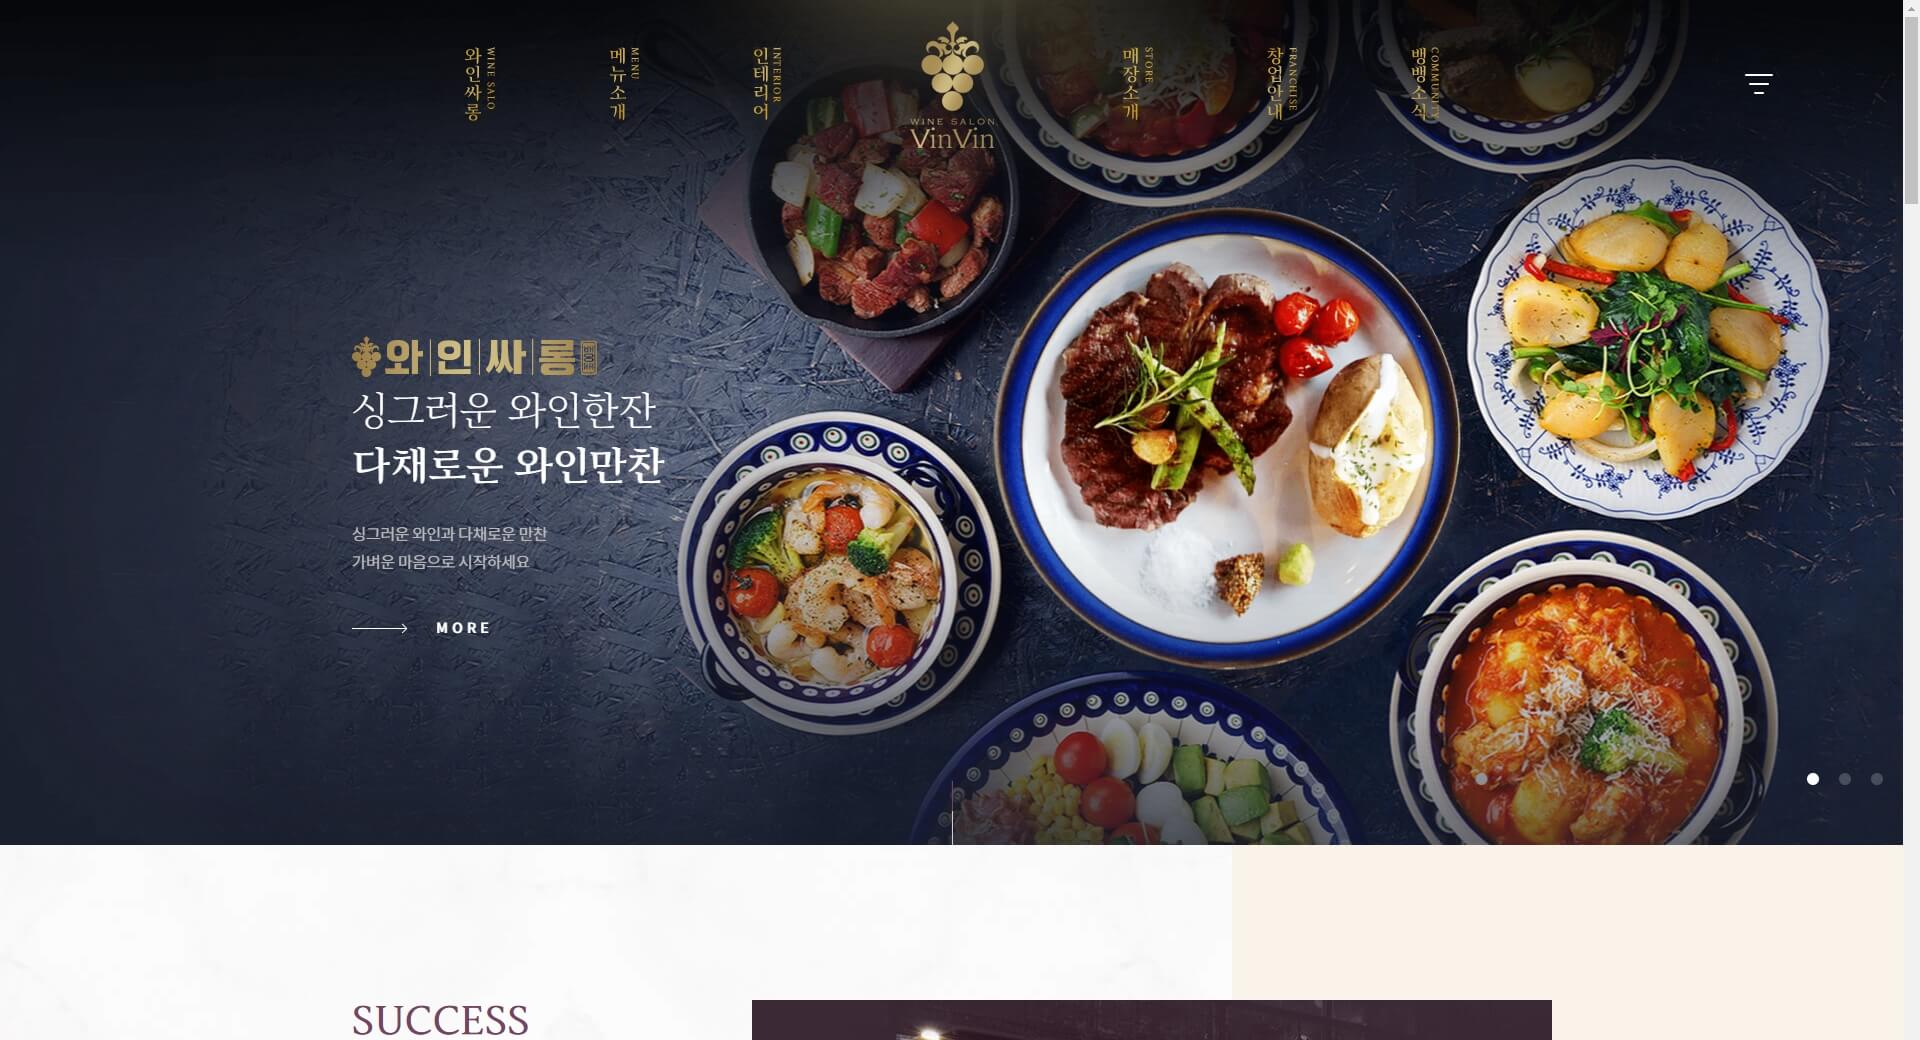 와인싸롱
WINE SALO
메뉴소개
MENU
인테리어
INTERIOR
WINE SALON
VinVin
매장소개
STORE
창업안내
FRANCHISE
뱅뱅소식
COMMUNITY
와인싸롱
싱그러운 와인한잔
다채로운 와인만찬
싱그러운 와인과 다채로운 만찬
가벼운 마음으로 시작하세요
MORE
SUCCESS